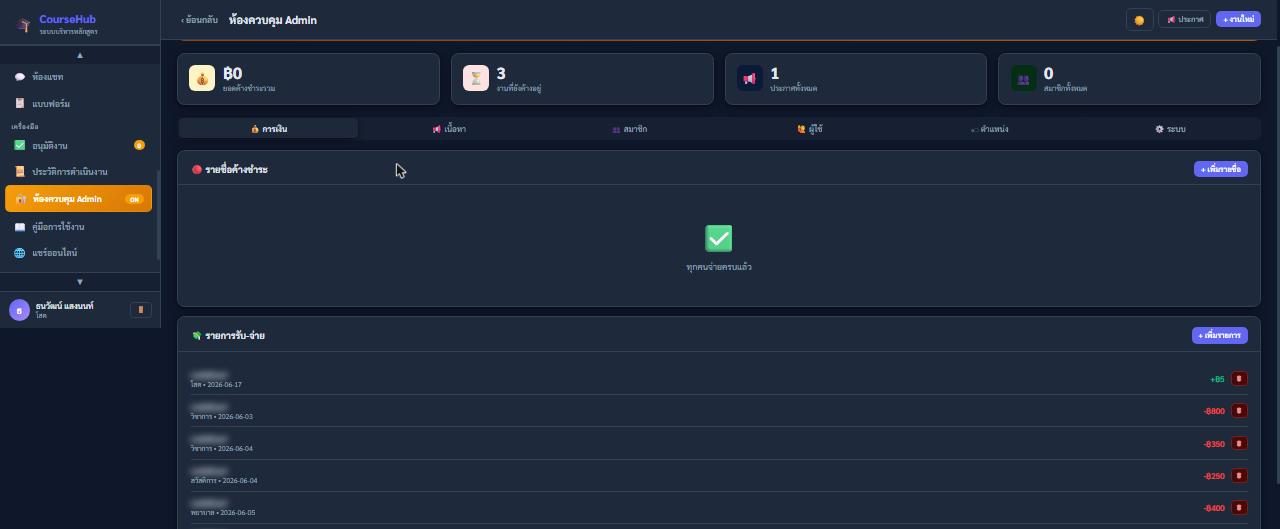 CourseHub
ระบบบริหารหลักสูตร
▲
ห้องแชท
แบบฟอร์ม
เครื่องมือ
อนุมัติงาน 0
ประวัติการดำเนินงาน
ห้องควบคุม Admin ON
คู่มือการใช้งาน
แชร์ออนไลน์
▼
ธ
ธนวัฒน์ แสงนนท์
โสต
‹ ย้อนกลับ ห้องควบคุม Admin
ประกาศ
+ งานใหม่
฿0
ยอดค้างชำระรวม
3
งานที่ยังค้างอยู่
1
ประกาศทั้งหมด
0
สมาชิกทั้งหมด
การเงิน เนื้อหา สมาชิก ผู้ใช้ ตำแหน่ง ระบบ
รายชื่อค้างชำระ
+ เพิ่มรายชื่อ
ทุกคนจ่ายครบแล้ว
รายการรับ-จ่าย
+ เพิ่มรายการ
โสต • 2026-06-17
+฿5
วิชาการ • 2026-06-03
-฿800
วิชาการ • 2026-06-04
-฿350
สวัสดิการ • 2026-06-04
-฿250
พยาบาล • 2026-06-05
-฿400